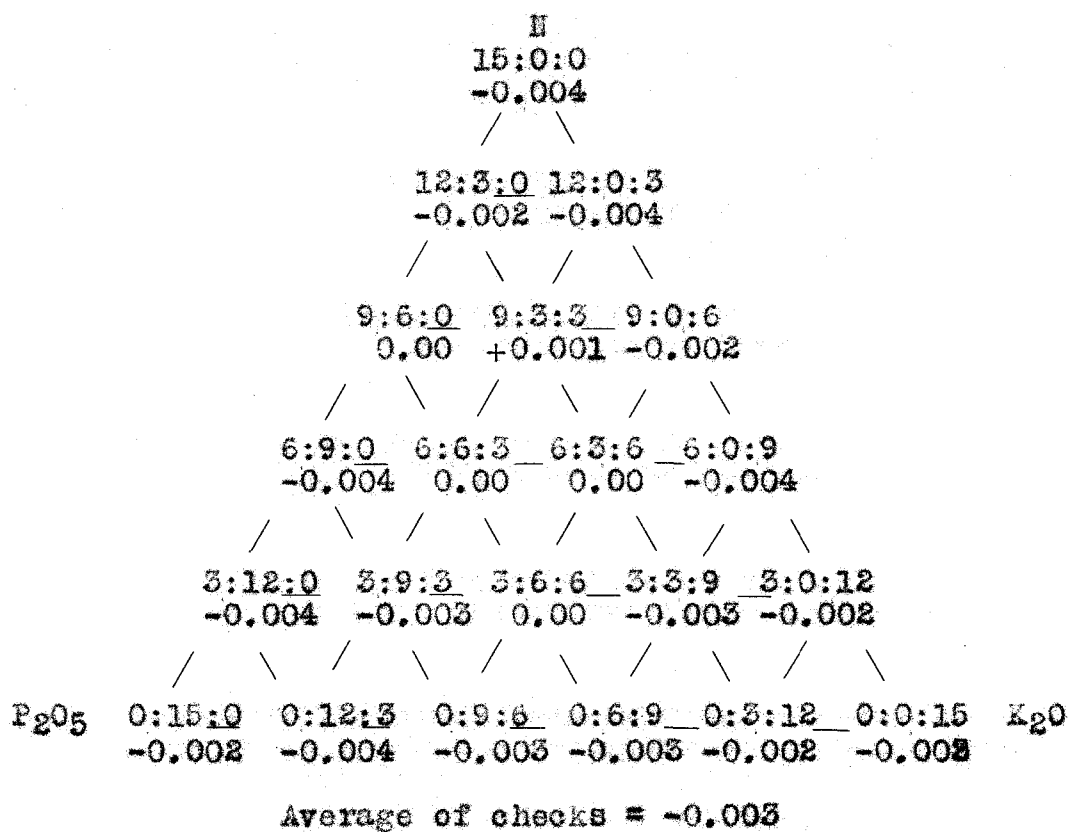 N
15:0:0
-0.004
12:3:0 12:0:3
-0.002 -0.004
9:6:0 9:3:3 9:0:6
0.00 +0.001 -0.002
6:9:0 6:6:3 6:3:6 6:0:9
-0.004 0.00 0.00 -0.004
3:12:0 3:9:3 3:6:6 3:3:9 3:0:12
-0.004 -0.003 0.00 -0.003 -0.002
P₂O₅ 0:15:0 0:12:3 0:9:6 0:6:9 0:3:12 0:0:15 K₂O
-0.002 -0.004 -0.003 -0.003 -0.002
Average of checks = -0.003